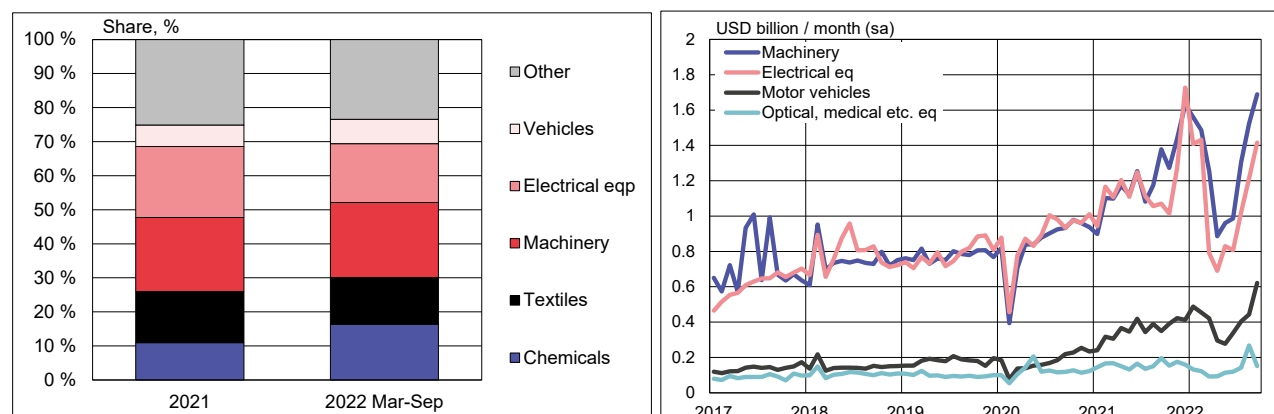 Share, %
100 %
90 %
80 %
70 %
60 %
50 %
40 %
30 %
20 %
10 %
0 %
2021
2022 Mar-Sep
Other
Vehicles
Electrical eqp
Machinery
Textiles
Chemicals
USD billion / month (sa)
2
1.8
1.6
1.4
1.2
1
0.8
0.6
0.4
0.2
0
Machinery
Electrical eq
Motor vehicles
Optical, medical etc. eq
2017 2018 2019 2020 2021 2022